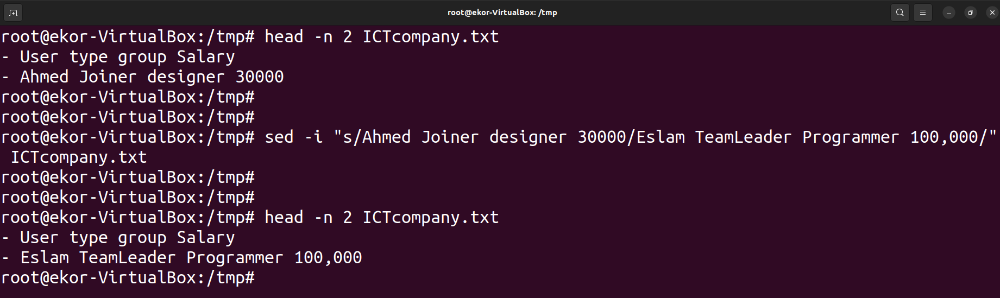 root@ekor-VirtualBox: /tmp
root@ekor-VirtualBox:/tmp# head -n 2 ICTcompany.txt
- User type group Salary
- Ahmed Joiner designer 30000
root@ekor-VirtualBox:/tmp#
root@ekor-VirtualBox:/tmp#
root@ekor-VirtualBox:/tmp# sed -i "s/Ahmed Joiner designer 30000/Eslam TeamLeader Programmer 100,000/"
 ICTcompany.txt
root@ekor-VirtualBox:/tmp#
root@ekor-VirtualBox:/tmp#
root@ekor-VirtualBox:/tmp# head -n 2 ICTcompany.txt
- User type group Salary
- Eslam TeamLeader Programmer 100,000
root@ekor-VirtualBox:/tmp#